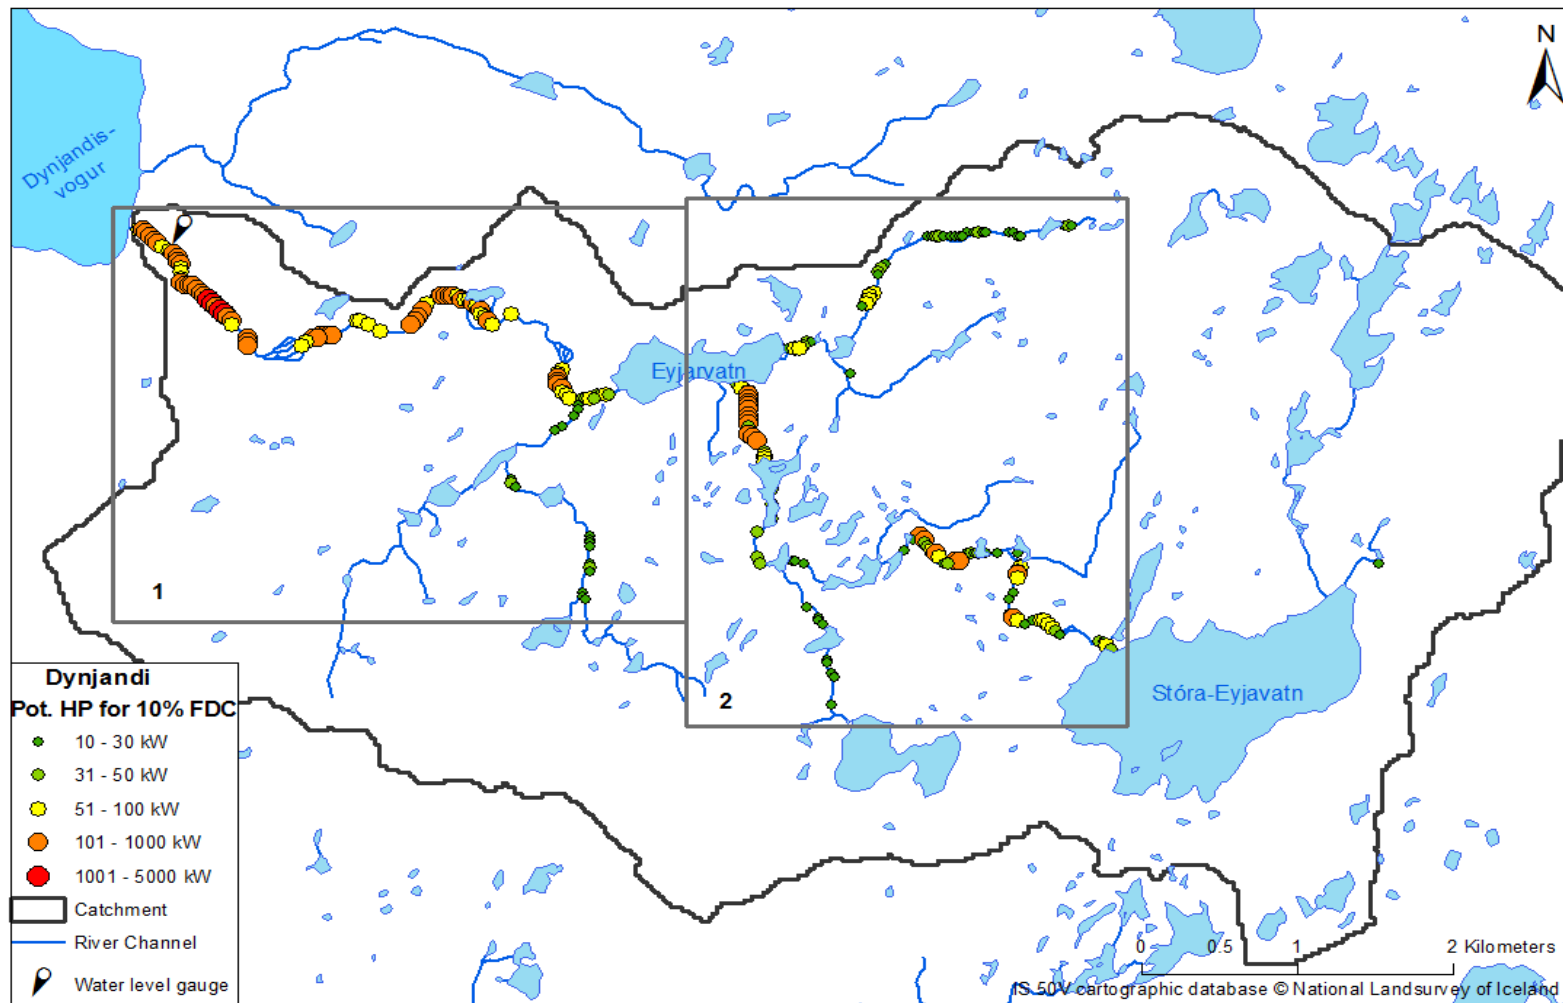 N
Dynjandis-
vogur
Eyjarvatn
1
2
Stóra-Eyjavatn
Dynjandi
Pot. HP for 10% FDC
10 - 30 kW
31 - 50 kW
51 - 100 kW
101 - 1000 kW
1001 - 5000 kW
Catchment
River Channel
Water level gauge
0 0.5 1 2 Kilometers
IS 50V cartographic database © National Landsurvey of Iceland